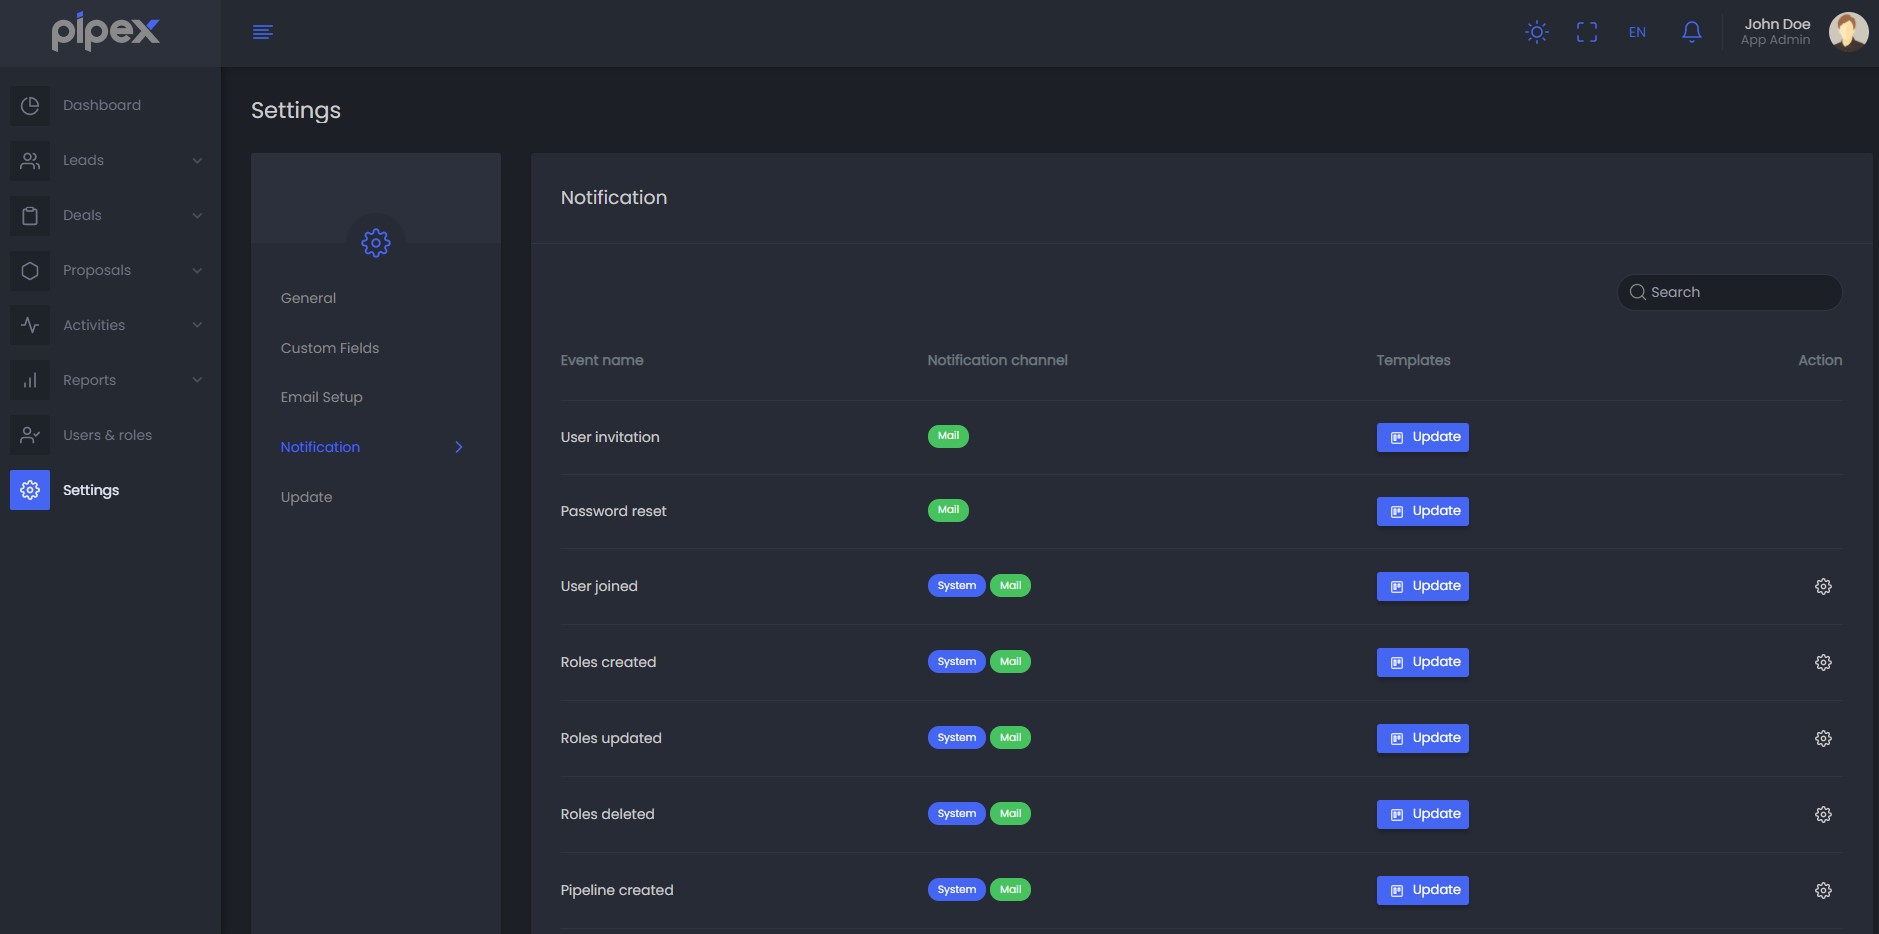 pipex
EN
John Doe
App Admin
Dashboard
Leads
Deals
Proposals
Activities
Reports
Users & roles
Settings
Settings
General
Custom Fields
Email Setup
Notification
Update
Notification
Search
Event name Notification channel Templates Action
User invitation Mail Update
Password reset Mail Update
User joined System Mail Update
Roles created System Mail Update
Roles updated System Mail Update
Roles deleted System Mail Update
Pipeline created System Mail Update